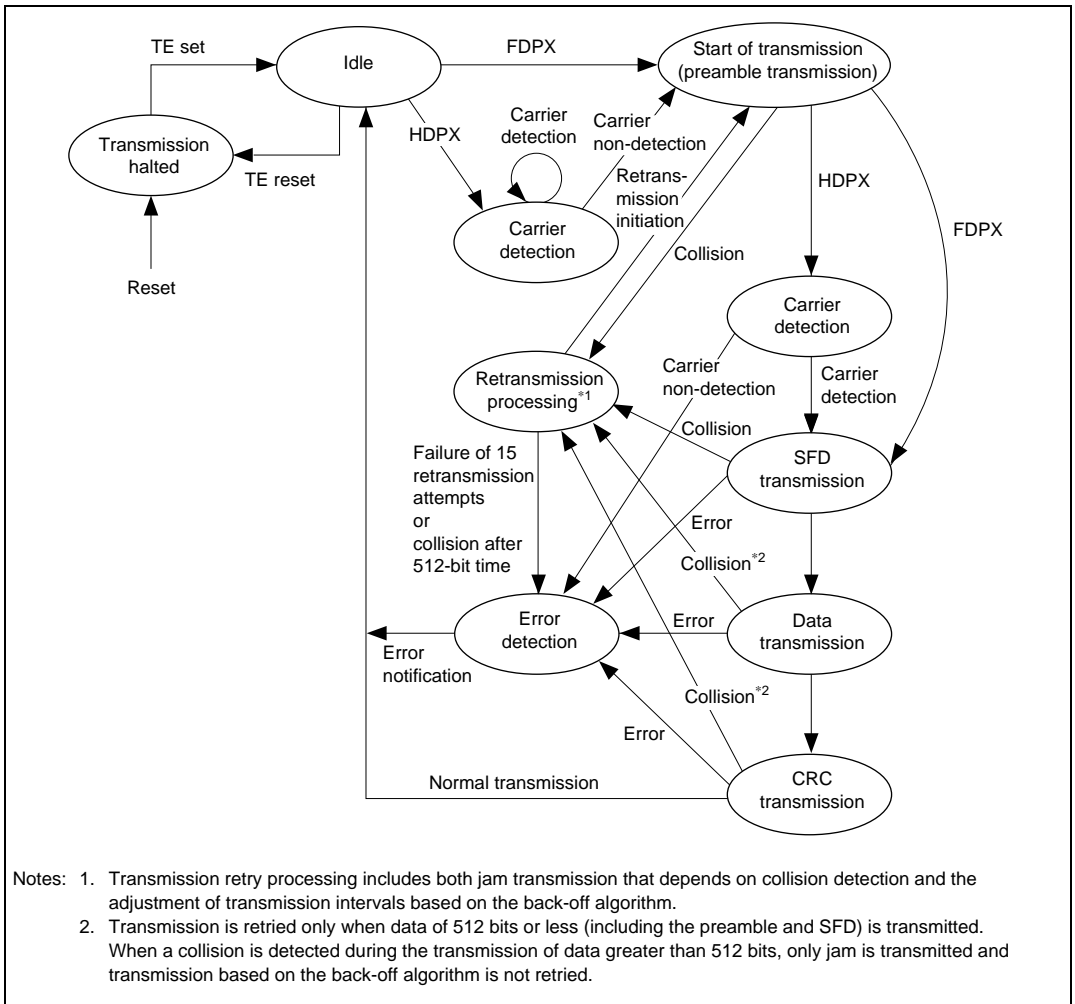 TE set
Idle
FDPX
Start of transmission
(preamble transmission)
Transmission
halted
TE reset
Reset
HDPX
Carrier
detection
Carrier
non-detection
Carrier
detection
Retrans-
mission
initiation
Collision
HDPX
FDPX
Carrier
detection
Carrier
non-detection
Carrier
detection
Retransmission
processing*1
Collision
SFD
transmission
Failure of 15
retransmission
attempts
or
collision after
512-bit time
Error
Collision*2
Error
detection
Error
Data
transmission
Error
notification
Collision*2
Error
Normal transmission
CRC
transmission
Notes: 1. Transmission retry processing includes both jam transmission that depends on collision detection and the
adjustment of transmission intervals based on the back-off algorithm.
2. Transmission is retried only when data of 512 bits or less (including the preamble and SFD) is transmitted.
When a collision is detected during the transmission of data greater than 512 bits, only jam is transmitted and
transmission based on the back-off algorithm is not retried.